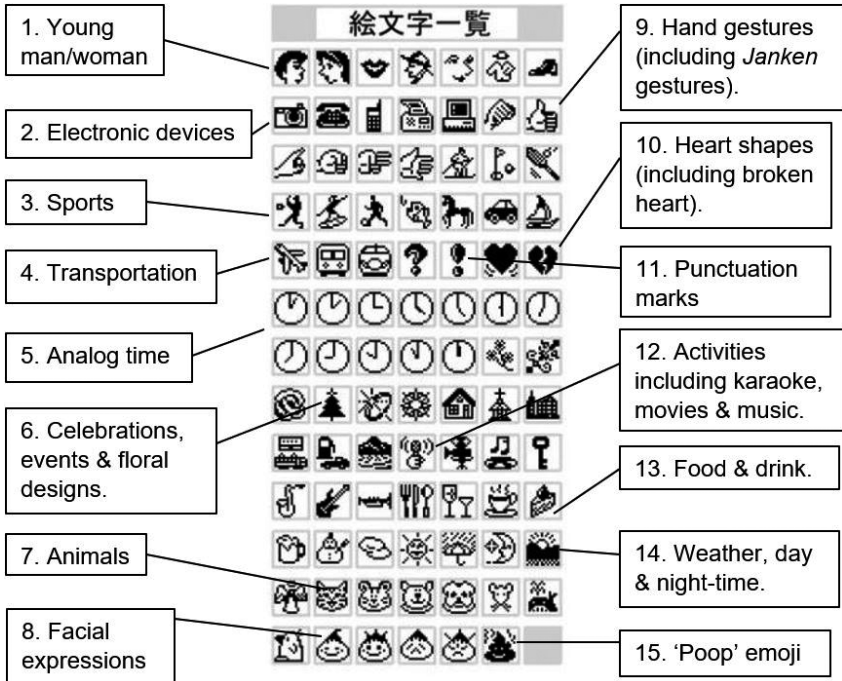 絵文字一覧
1. Young
man/woman
2. Electronic devices
3. Sports
4. Transportation
5. Analog time
6. Celebrations,
events & floral
designs.
7. Animals
8. Facial
expressions
9. Hand gestures
(including Janken
gestures).
10. Heart shapes
(including broken
heart).
11. Punctuation
marks
12. Activities
including karaoke,
movies & music.
13. Food & drink.
14. Weather, day
& night-time.
15. ‘Poop’ emoji